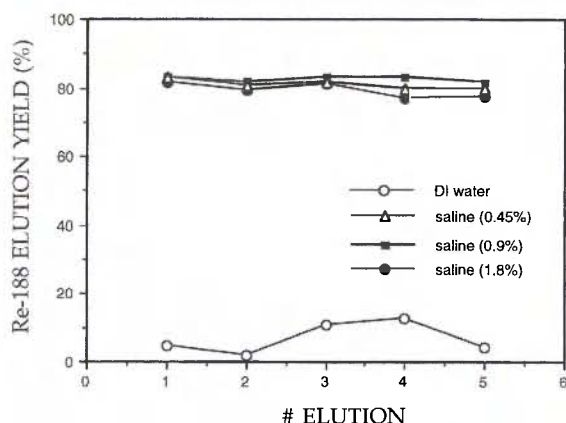 Re-188 ELUTION YIELD (%)
100
80
60
40
20
0
DI water
saline (0.45%)
saline (0.9%)
saline (1.8%)
0 1 2 3 4 5 6
# ELUTION